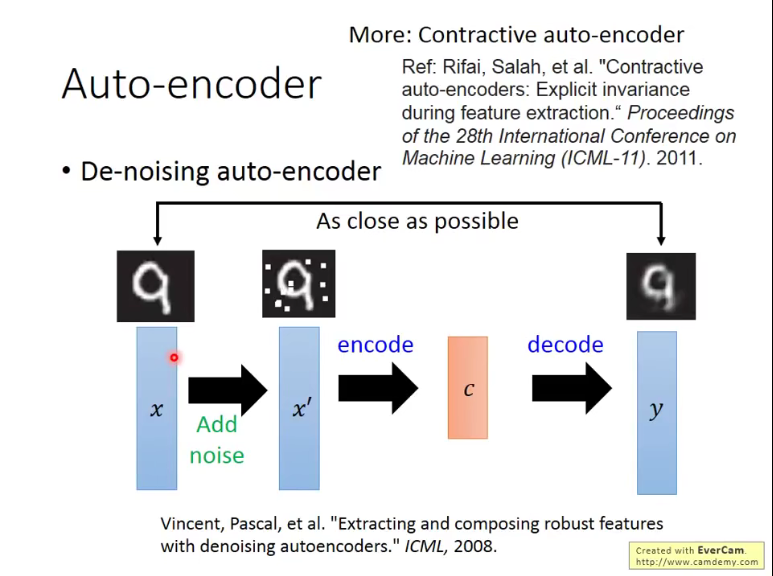 More: Contractive auto-encoder
Auto-encoder
Ref: Rifai, Salah, et al. "Contractive
auto-encoders: Explicit invariance
during feature extraction.“ Proceedings
of the 28th International Conference on
Machine Learning (ICML-11). 2011.
• De-noising auto-encoder
As close as possible
encode
decode
x
x′
c
y
Add
noise
Vincent, Pascal, et al. "Extracting and composing robust features
with denoising autoencoders." ICML, 2008.
Created with EverCam.
http://www.camdemy.com